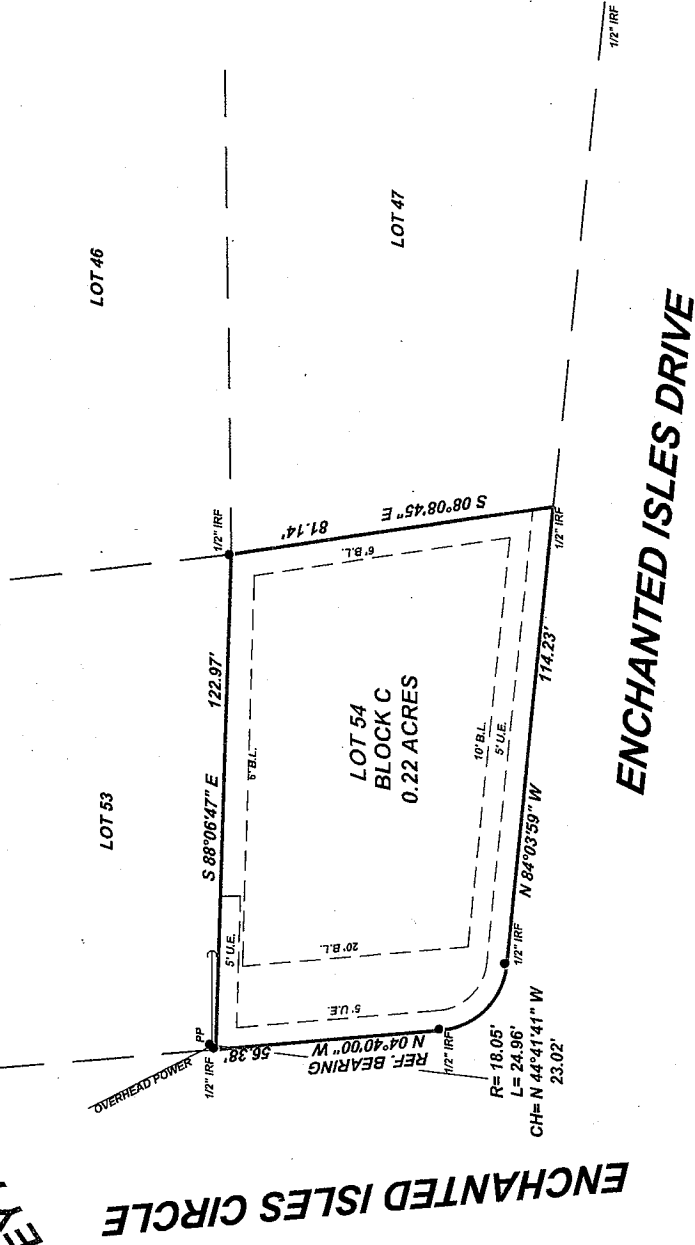 1/2" IRF
LOT 46
LOT 47
LOT 53
1/2" IRF
S 88°06'47" E
122.97'
S 08°08'45" E
81.14'
6' B.L.
6' B.L.
LOT 54
BLOCK C
0.22 ACRES
10' B.L.
5' U.E.
1/2" IRF
114.23'
N 84°03'59" W
5' U.E.
20' B.L.
5' U.E.
1/2" IRF
PP
OVERHEAD POWER
1/2" IRF
56.38'
N 04°40'00" W
REF. BEARING
1/2" IRF
R= 18.05'
L= 24.96'
CH= N 44°41'41" W
23.02'
ENCHANTED ISLES DRIVE
ENCHANTED ISLES CIRCLE